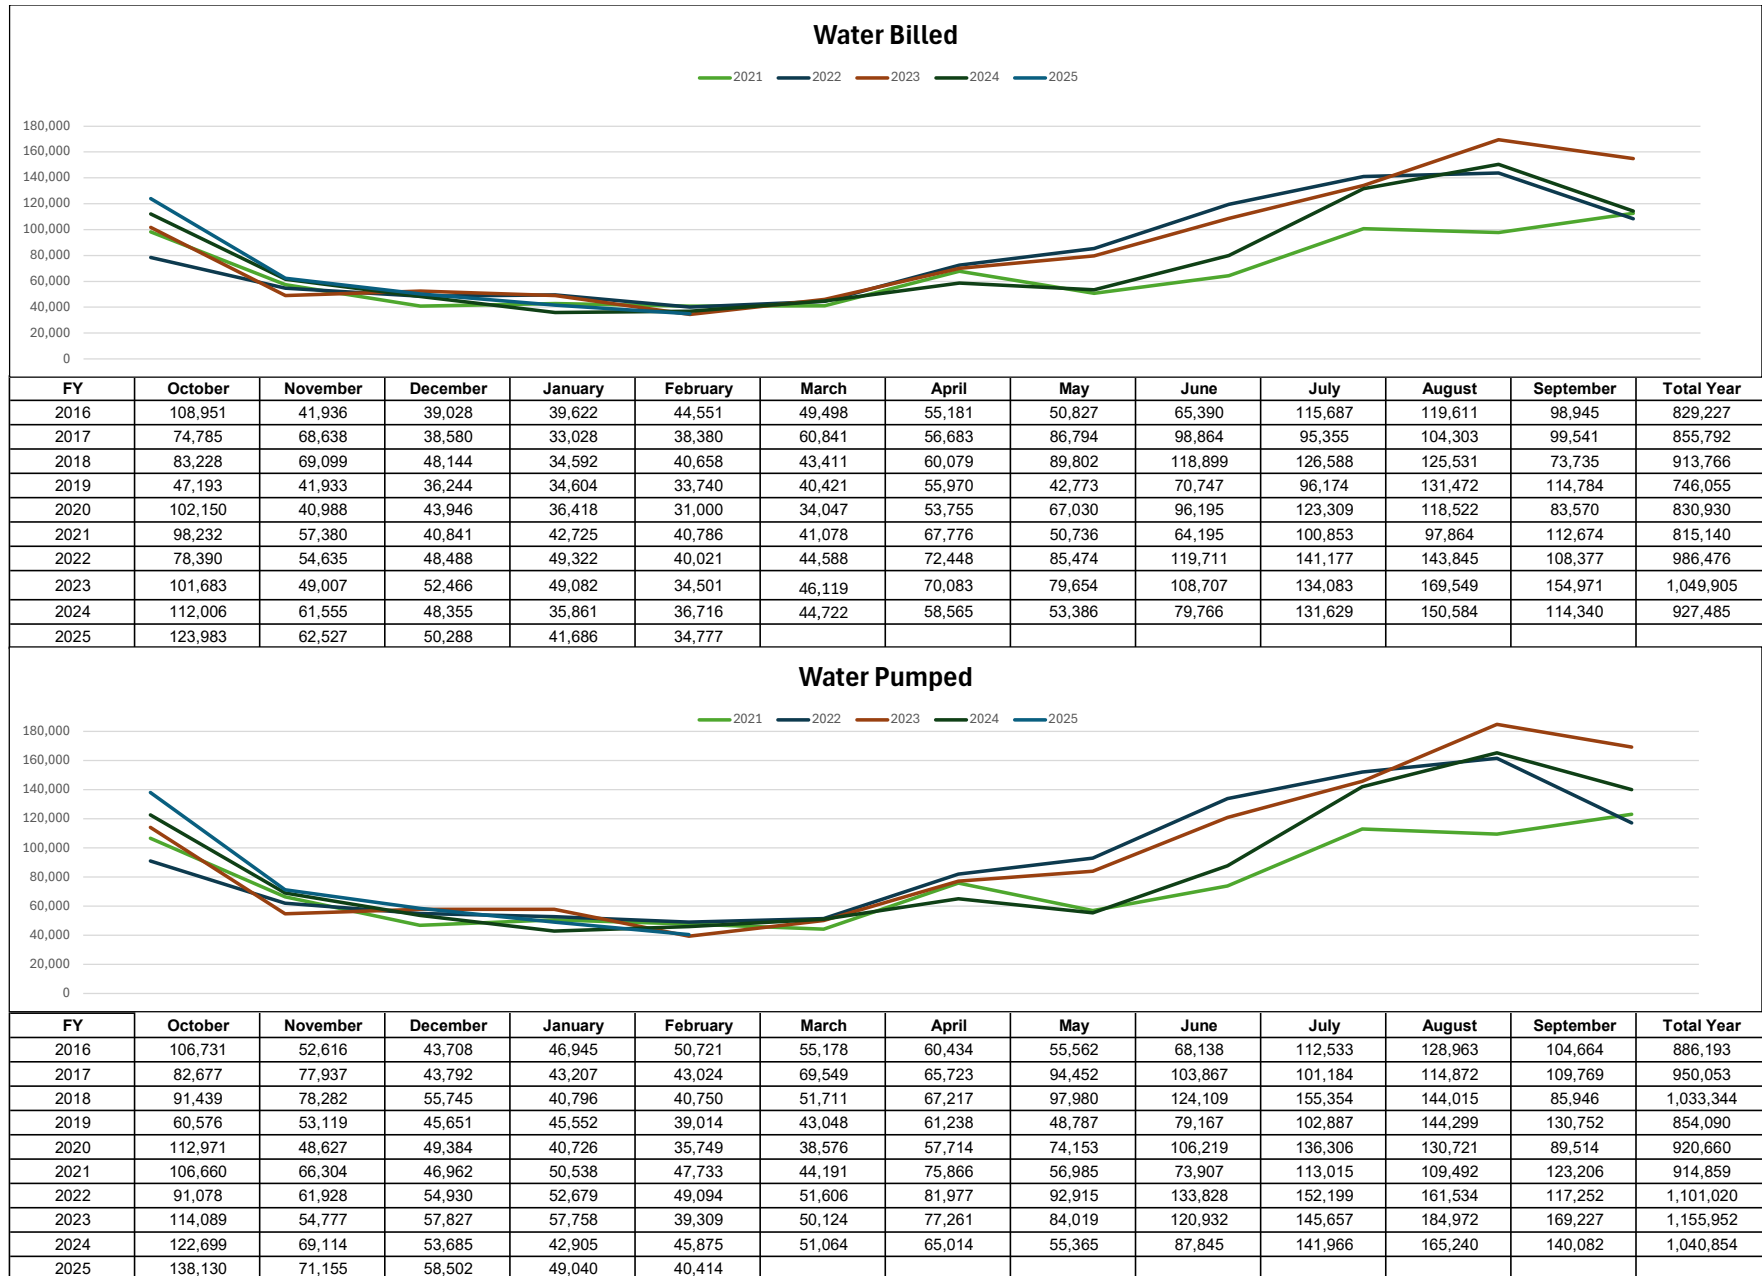 Water Billed
2021 2022 2023 2024 2025
180,000
160,000
140,000
120,000
100,000
80,000
60,000
40,000
20,000
0
FY October November December January February March April May June July August September Total Year
2016 108,951 41,936 39,028 39,622 44,551 49,498 55,181 50,827 65,390 115,687 119,611 98,945 829,227
2017 74,785 68,638 38,580 33,028 38,380 60,841 56,683 86,794 98,864 95,355 104,303 99,541 855,792
2018 83,228 69,099 48,144 34,592 40,658 43,411 60,079 89,802 118,899 126,588 125,531 73,735 913,766
2019 47,193 41,933 36,244 34,604 33,740 40,421 55,970 42,773 70,747 96,174 131,472 114,784 746,055
2020 102,150 40,988 43,946 36,418 31,000 34,047 53,755 67,030 96,195 123,309 118,522 83,570 830,930
2021 98,232 57,380 40,841 42,725 40,786 41,078 67,776 50,736 64,195 100,853 97,864 112,674 815,140
2022 78,390 54,635 48,488 49,322 40,021 44,588 72,448 85,474 119,711 141,177 143,845 108,377 986,476
2023 101,683 49,007 52,466 49,082 34,501 46,119 70,083 79,654 108,707 134,083 169,549 154,971 1,049,905
2024 112,006 61,555 48,355 35,861 36,716 44,722 58,565 53,386 79,766 131,629 150,584 114,340 927,485
2025 123,983 62,527 50,288 41,686 34,777
Water Pumped
2021 2022 2023 2024 2025
180,000
160,000
140,000
120,000
100,000
80,000
60,000
40,000
20,000
0
FY October November December January February March April May June July August September Total Year
2016 106,731 52,616 43,708 46,945 50,721 55,178 60,434 55,562 68,138 112,533 128,963 104,664 886,193
2017 82,677 77,937 43,792 43,207 43,024 69,549 65,723 94,452 103,867 101,184 114,872 109,769 950,053
2018 91,439 78,282 55,745 40,796 40,750 51,711 67,217 97,980 124,109 155,354 144,015 85,946 1,033,344
2019 60,576 53,119 45,651 45,552 39,014 43,048 61,238 48,787 79,167 102,887 144,299 130,752 854,090
2020 112,971 48,627 49,384 40,726 35,749 38,576 57,714 74,153 106,219 136,306 130,721 89,514 920,660
2021 106,660 66,304 46,962 50,538 47,733 44,191 75,866 56,985 73,907 113,015 109,492 123,206 914,859
2022 91,078 61,928 54,930 52,679 49,094 51,606 81,977 92,915 133,828 152,199 161,534 117,252 1,101,020
2023 114,089 54,777 57,827 57,758 39,309 50,124 77,261 84,019 120,932 145,657 184,972 169,227 1,155,952
2024 122,699 69,114 53,685 42,905 45,875 51,064 65,014 55,365 87,845 141,966 165,240 140,082 1,040,854
2025 138,130 71,155 58,502 49,040 40,414